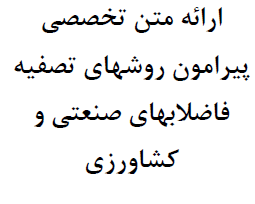 ارائه متن تخصصی
پیرامون روشهای تصفیه
فاضلابهای صنعتی و
کشاورزی